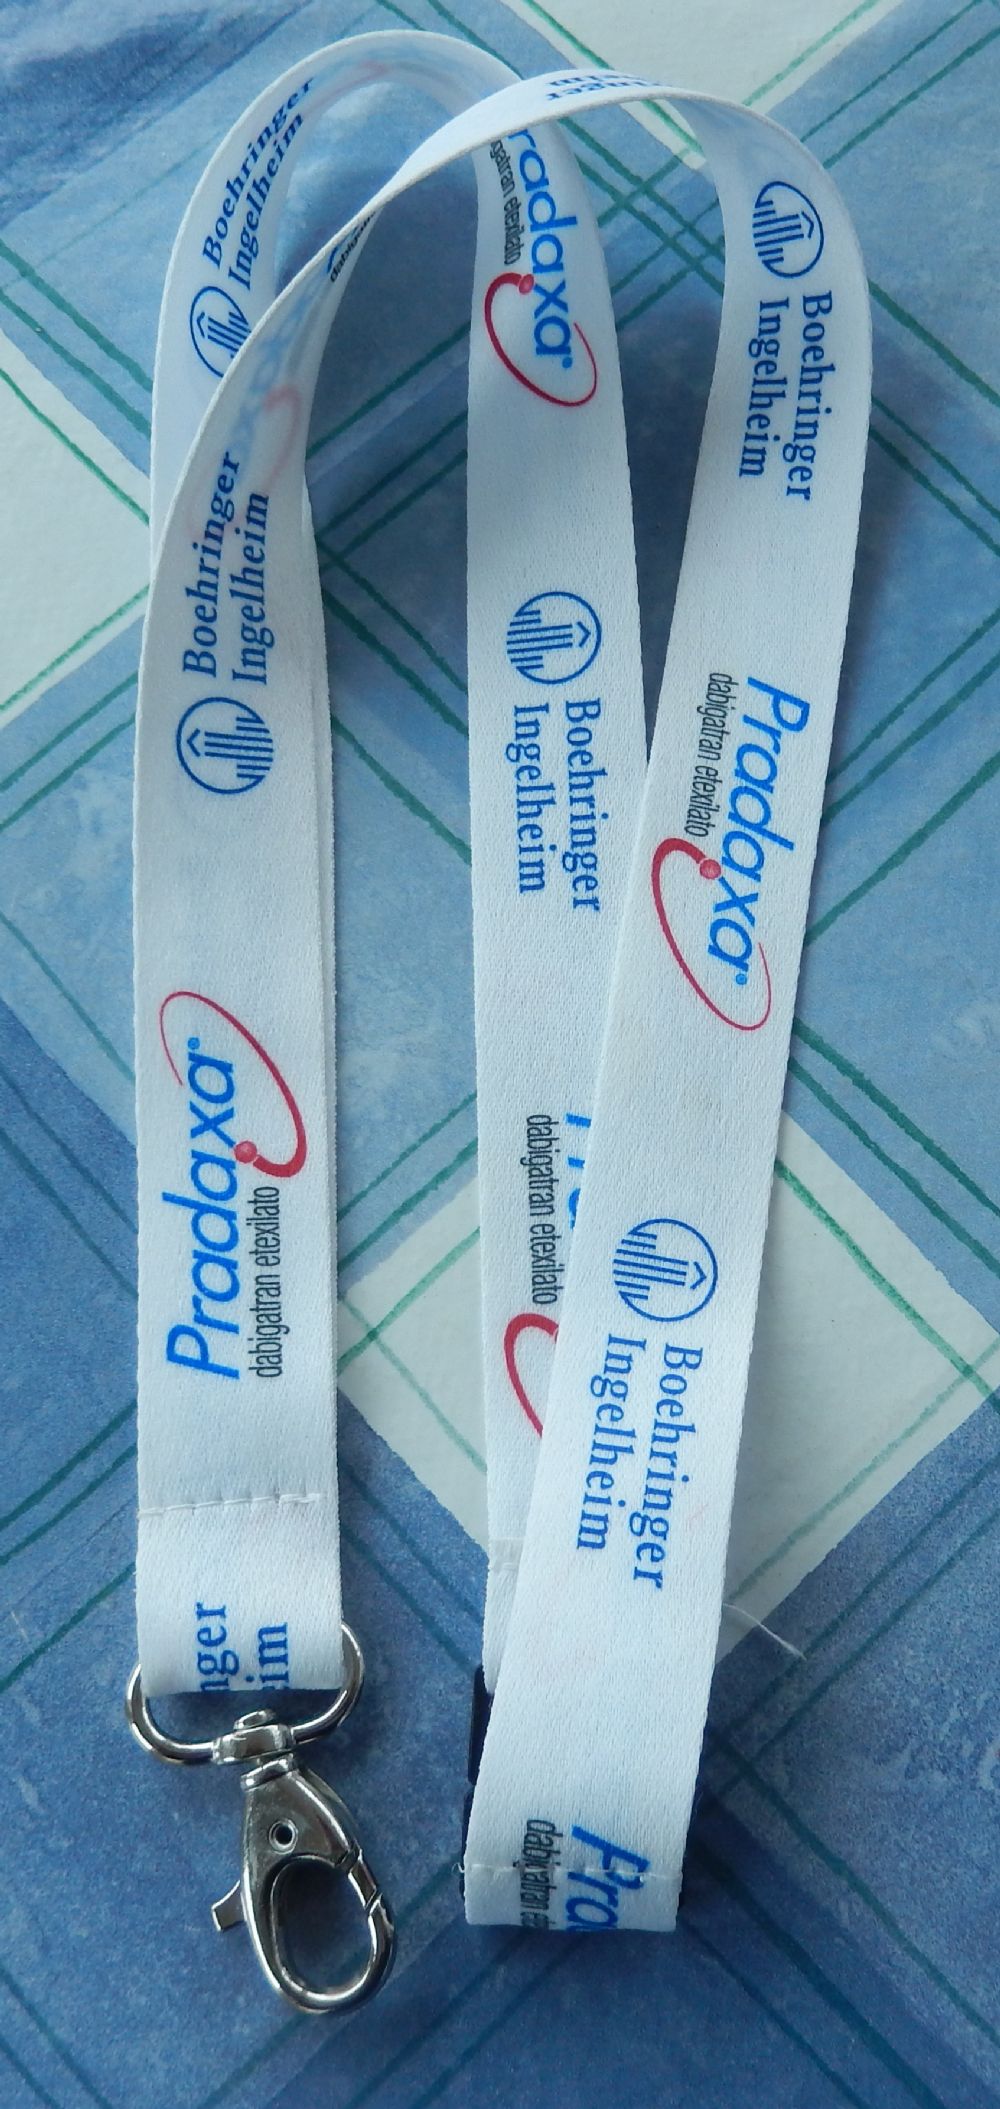 Boehringer
Ingelheim
Pradaxa®
dabigatran etexilato
Boehringer
Ingelheim
Pradaxa®
dabigatran etexilato
Boehringer
Ingelheim
dabigatran etexilato
Boehringer
Ingelheim
Pradaxa®
dabigatran etexilato
Boehringer
Ingelheim